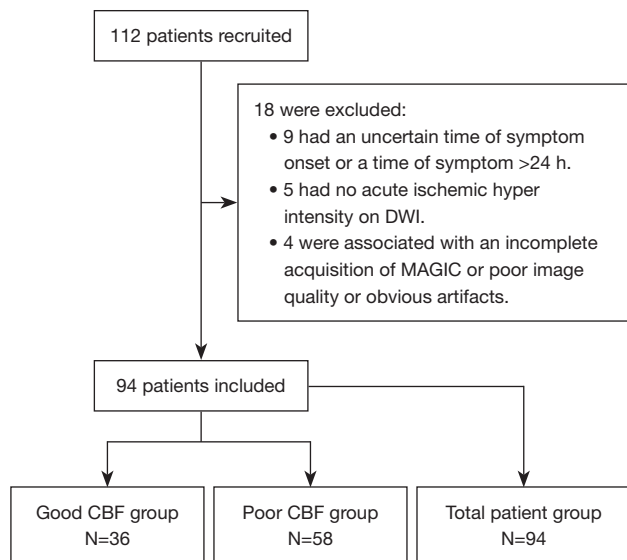 112 patients recruited
18 were excluded:
• 9 had an uncertain time of symptom
onset or a time of symptom >24 h.
• 5 had no acute ischemic hyper
intensity on DWI.
• 4 were associated with an incomplete
acquisition of MAGIC or poor image
quality or obvious artifacts.
94 patients included
Good CBF group
N=36
Poor CBF group
N=58
Total patient group
N=94